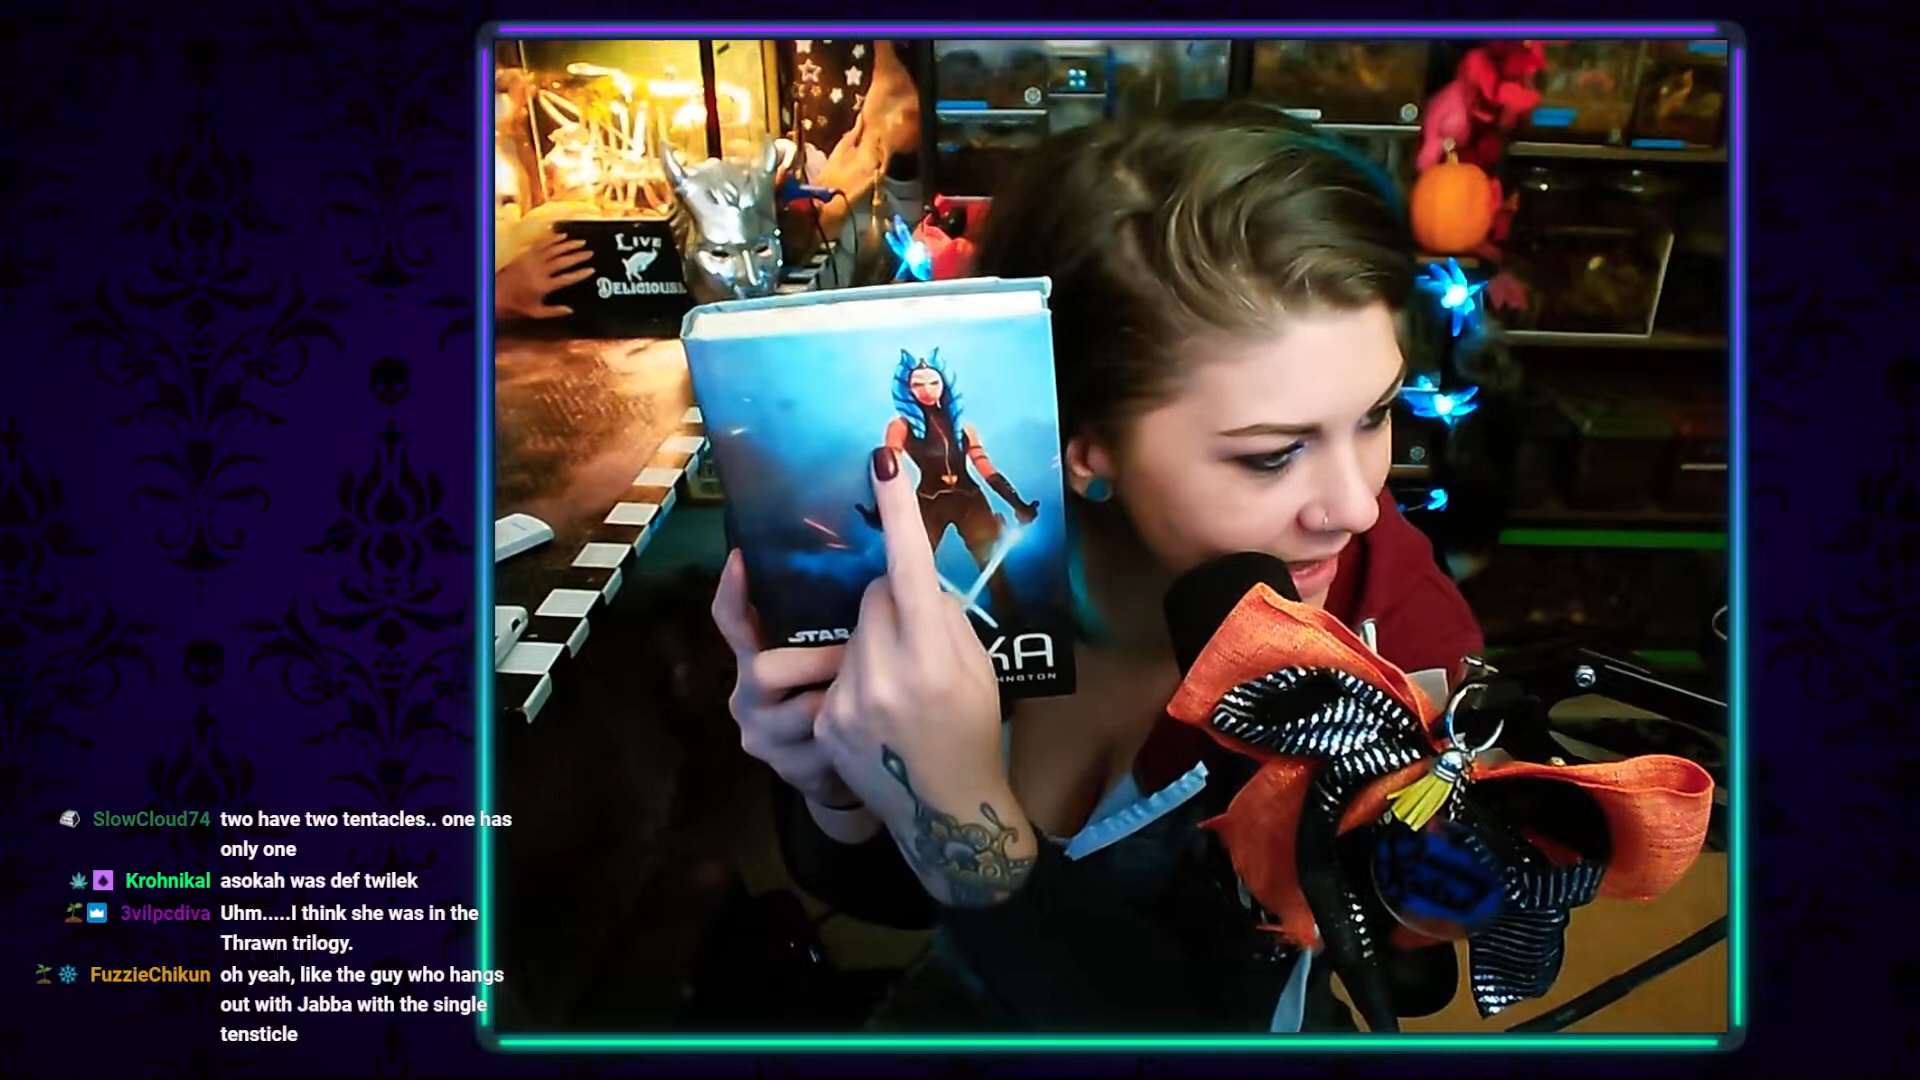 LIVE
DELICIOUSL
STAR
KA
HNSTON
SlowCloud74 two have two tentacles.. one has
only one
Krohnikal asokah was def twilek
3vilpcdiva Uhm.....I think she was in the
Thrawn trilogy.
FuzzieChikun oh yeah, like the guy who hangs
out with Jabba with the single
tensticle